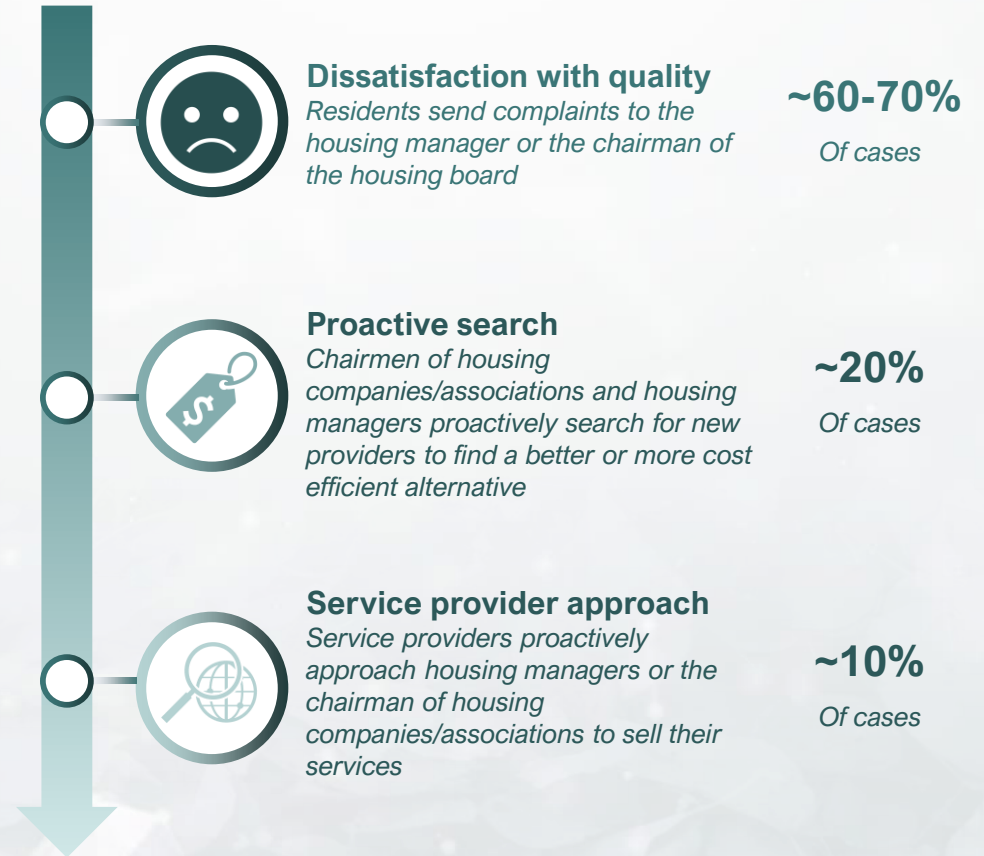 Dissatisfaction with quality
Residents send complaints to the
housing manager or the chairman of
the housing board
~60-70%
Of cases
Proactive search
Chairmen of housing
companies/associations and housing
managers proactively search for new
providers to find a better or more cost
efficient alternative
~20%
Of cases
$
Service provider approach
Service providers proactively
approach housing managers or the
chairman of housing
companies/associations to sell their
services
~10%
Of cases